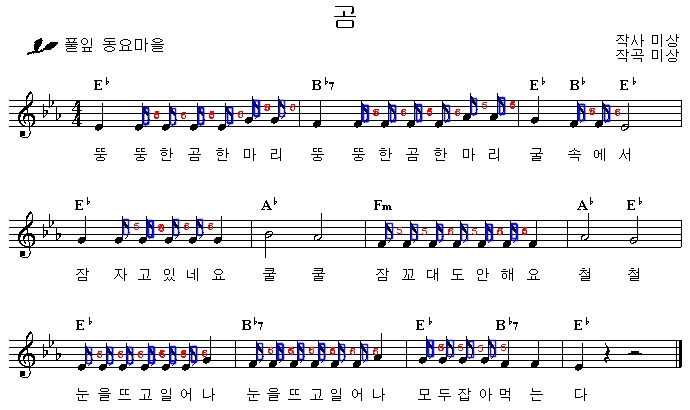 곰
풀잎 동요마을
작사 미상
작곡 미상
E♭ B♭7 E♭ B♭ E♭
뚱 뚱 한 곰 한 마 리 뚱 뚱 한 곰 한 마 리 굴 속 에 서
E♭ A♭ Fm A♭ E♭
잠 자 고 있 네 요 쿨 쿨 잠 꼬 대 도 안 해 요 철 철
E♭ B♭7 E♭ B♭7 E♭
눈 을 뜨 고 일 어 나 눈 을 뜨 고 일 어 나 모 두 잡 아 먹 는 다